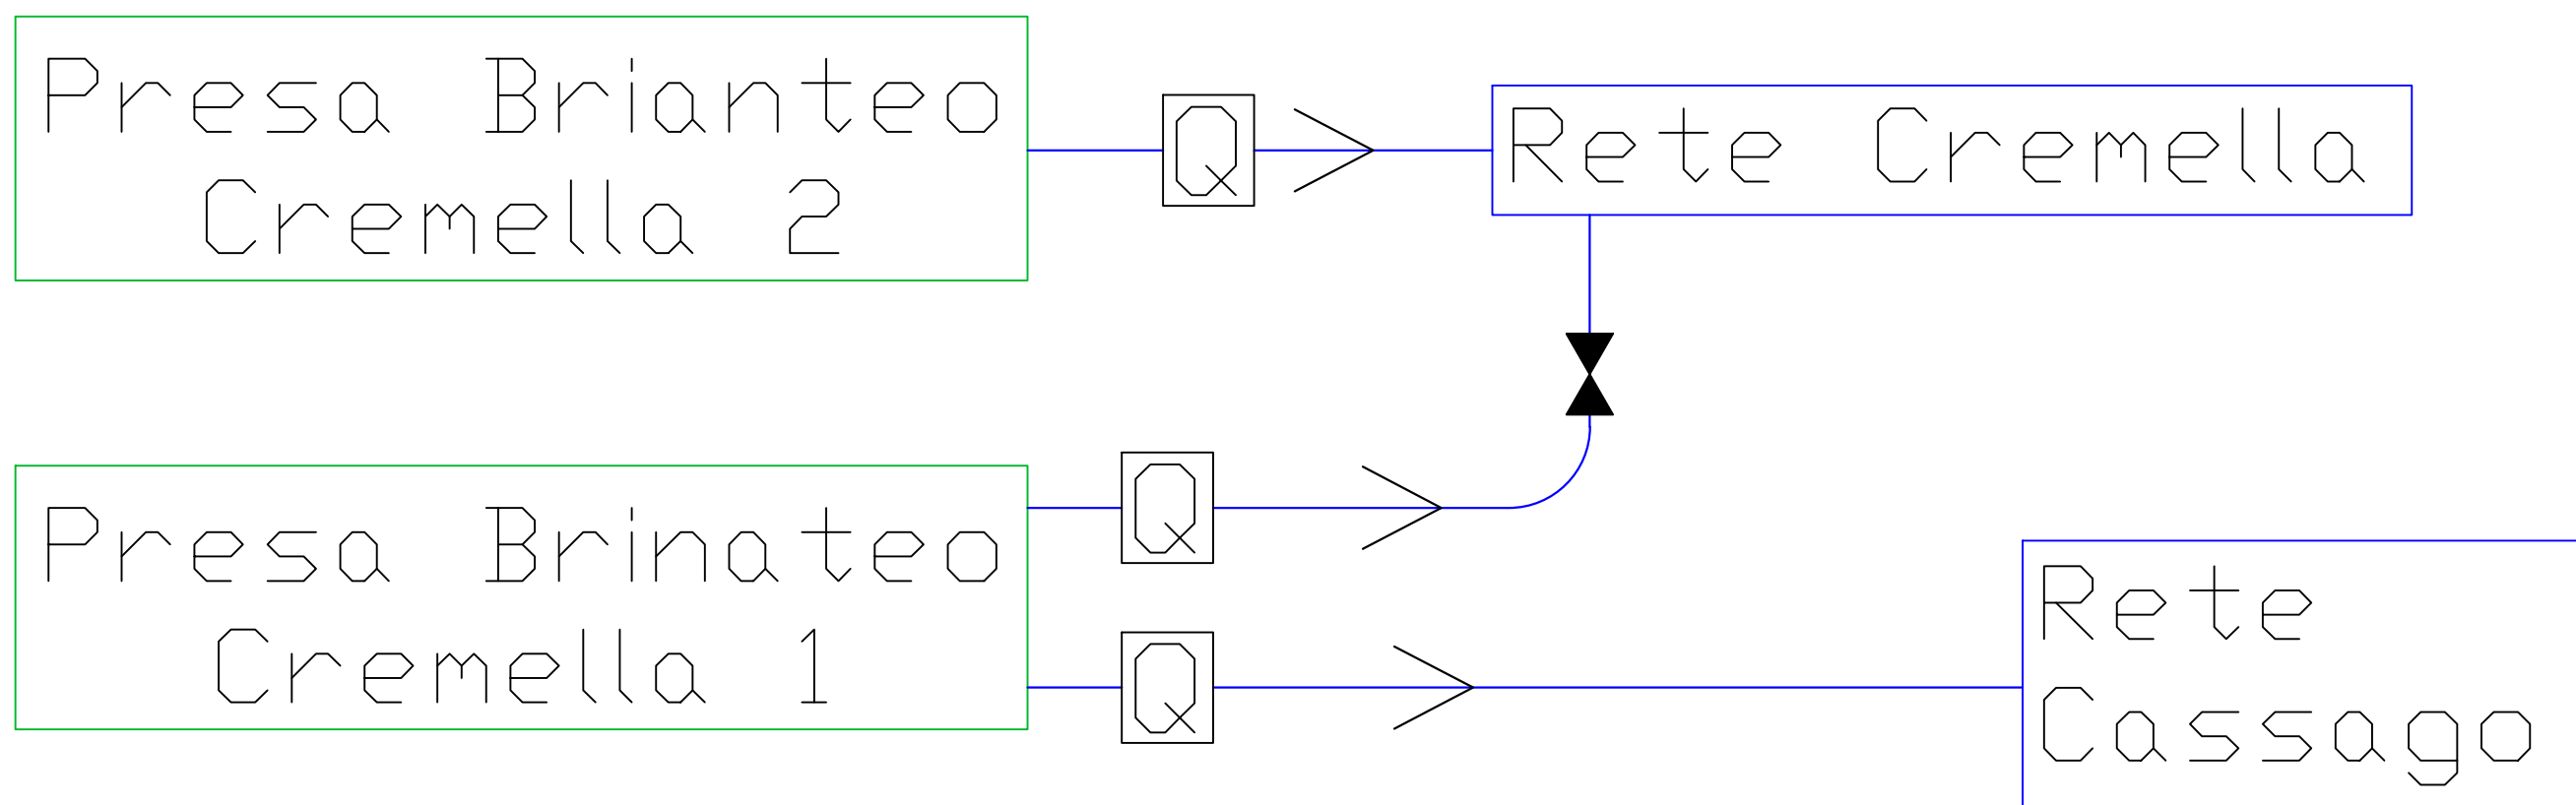 Presa Brianteo
Cremella 2
Q
Rete Cremella
Presa Brinateo
Cremella 1
Q
Q
Rete
Cassago